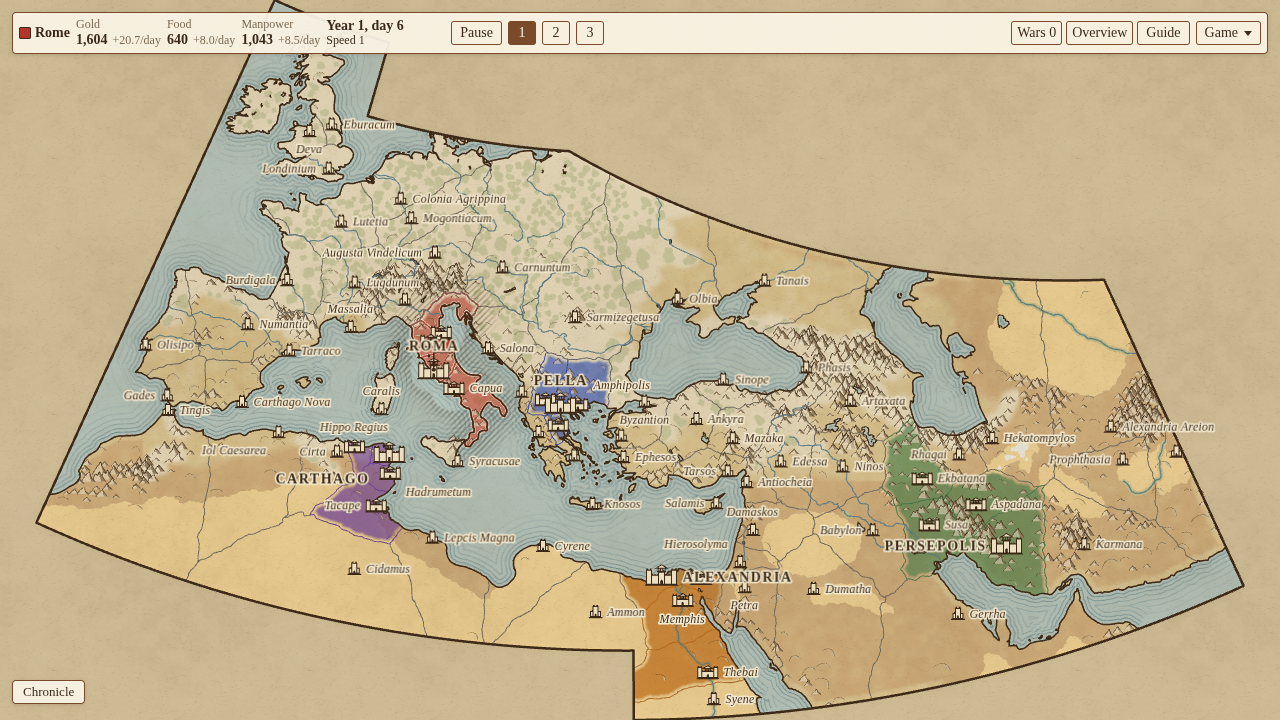 Rome
Gold
1,604 +20.7/day
Food
640 +8.0/day
Manpower
1,043 +8.5/day
Year 1, day 6
Speed 1
Pause
1
2
3
Wars 0
Overview
Guide
Game
Eburacum
Deva
Londinium
Colonia Agrippina
Lutetia
Mogontiacum
Augusta Vindelicum
Carnuntum
Burdigala
Lugdunum
Tanais
Olbia
Massalia
Numantia
Sarmizegetusa
Olisipo
Tarraco
ROMA
Salona
Phasis
PELLA
Amphipolis
Sinope
Capua
Caralis
Gades
Carthago Nova
Tingis
Artaxata
Byzantion
Ankyra
Hippo Regius
Alexandria Areion
Mazaka
Hekatompylos
Iol Caesarea
Cirta
Rhagai
Syracusae
Ephesos
Tarsos
Edessa
Ninos
Prophthasia
CARTHAGO
Ekbatana
Antiocheia
Hadrumetum
Tacape
Knosos
Salamis
Damaskos
Aspadana
Susa
Babylon
Lepcis Magna
Cyrene
Hierosolyma
PERSEPOLIS
Karmana
Cidamus
ALEXANDRIA
Dumatha
Petra
Ammon
Memphis
Gerrha
Thebai
Syene
Chronicle